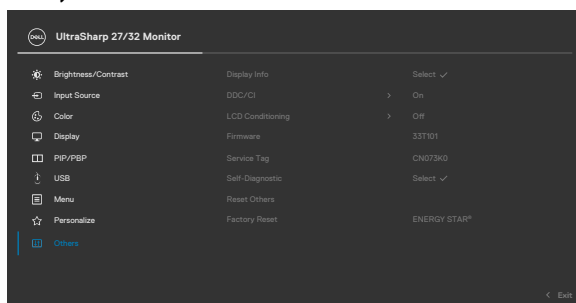 DELL UltraSharp 27/32 Monitor
Brightness/Contrast Display Info Select ✓
Input Source DDC/CI > On
Color LCD Conditioning > Off
Display Firmware 33T101
PIP/PBP Service Tag CN073K0
USB Self-Diagnostic Select ✓
Menu Reset Others
Personalize Factory Reset ENERGY STAR®
Others
< Exit